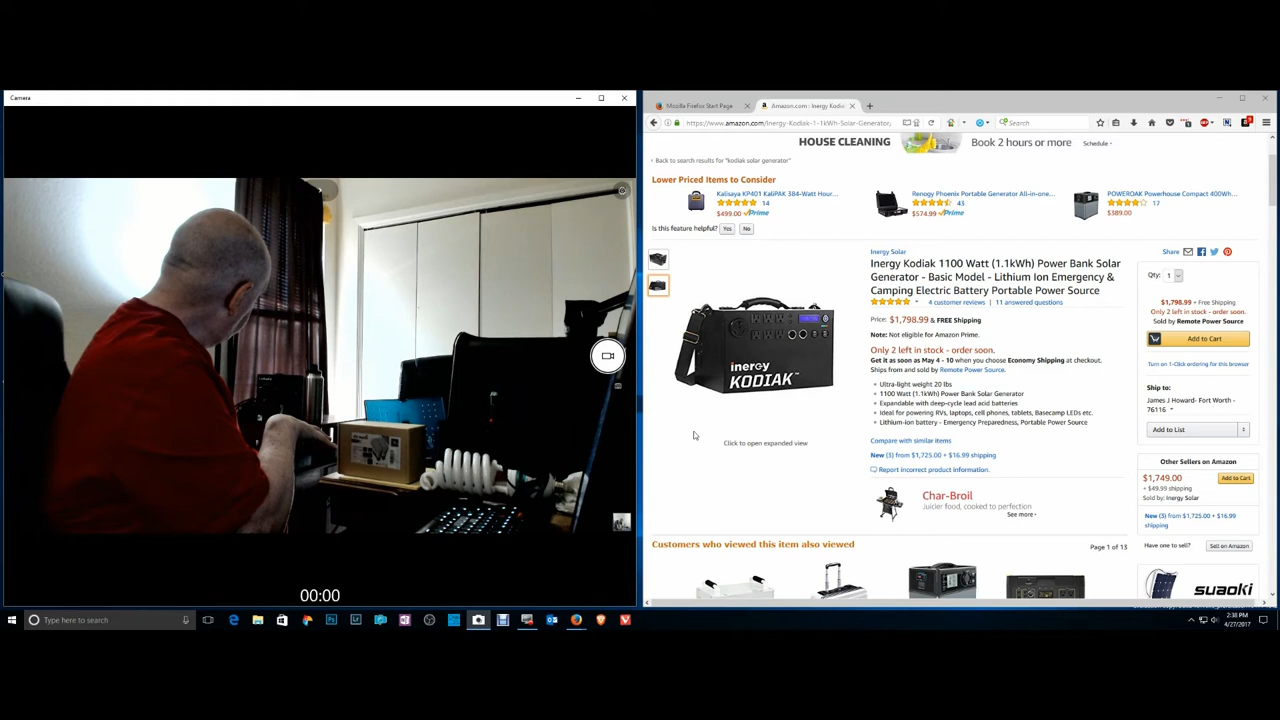 Camera
00:00
Mozilla Firefox Start Page
Amazon.com : Inergy Kodia
https://www.amazon.com/Inergy-Kodiak-1-1kWh-Solar-Generator,
Search
HOUSE CLEANING
Book 2 hours or more
Schedule
Back to search results for "kodiak solar generator"
Lower Priced Items to Consider
Kalisaya KP401 KaliPAK 384-Watt Hour...
14
$499.00 Prime
Renogy Phoenix Portable Generator All-in-one...
43
$574.99 Prime
POWEROAK Powerhouse Compact 400Wh...
17
$389.00
Is this feature helpful? Yes No
inergy
KODIAK
Click to open expanded view
Inergy Solar
Inergy Kodiak 1100 Watt (1.1kWh) Power Bank Solar
Generator - Basic Model - Lithium Ion Emergency &
Camping Electric Battery Portable Power Source
4 customer reviews | 11 answered questions
Price: $1,798.99 & FREE Shipping
Note: Not eligible for Amazon Prime.
Only 2 left in stock - order soon.
Get it as soon as May 4 - 10 when you choose Economy Shipping at checkout.
Ships from and sold by Remote Power Source.
Ultra-light weight 20 lbs
1100 Watt (1.1kWh) Power Bank Solar Generator
Expandable with deep-cycle lead acid batteries
Ideal for powering RVs, laptops, cell phones, tablets, Basecamp LEDs etc.
Lithium-ion battery - Emergency Preparedness, Portable Power Source
Compare with similar items
New (3) from $1,725.00 + $16.99 shipping
Report incorrect product information.
Char-Broil
Juicier food, cooked to perfection
See more
Share
Qty: 1
$1,798.99 + Free Shipping
Only 2 left in stock - order soon.
Sold by Remote Power Source
Add to Cart
Turn on 1-Click ordering for this browser
Ship to:
James J Howard- Fort Worth -
76116
Add to List
Other Sellers on Amazon
$1,749.00 Add to Cart
+ $49.99 shipping
Sold by: Inergy Solar
New (3) from $1,725.00 + $16.99
shipping
Have one to sell? Sell on Amazon
Customers who viewed this item also viewed
Page 1 of 13
suaoki
Type here to search
2:38 PM
4/27/2017